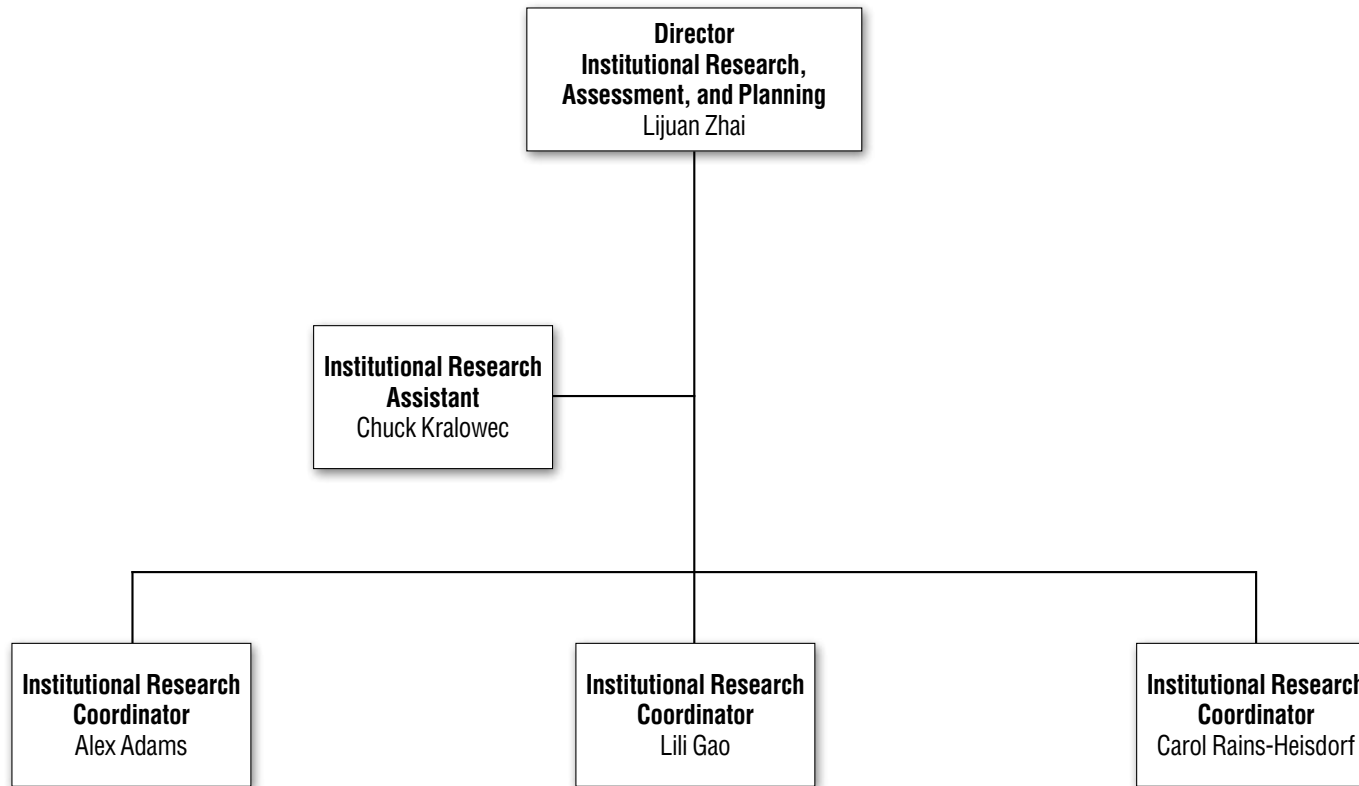 Director
Institutional Research,
Assessment, and Planning
Lijuan Zhai
Institutional Research
Assistant
Chuck Kralowec
Institutional Research
Coordinator
Alex Adams
Institutional Research
Coordinator
Lili Gao
Institutional Research
Coordinator
Carol Rains-Heisdorf